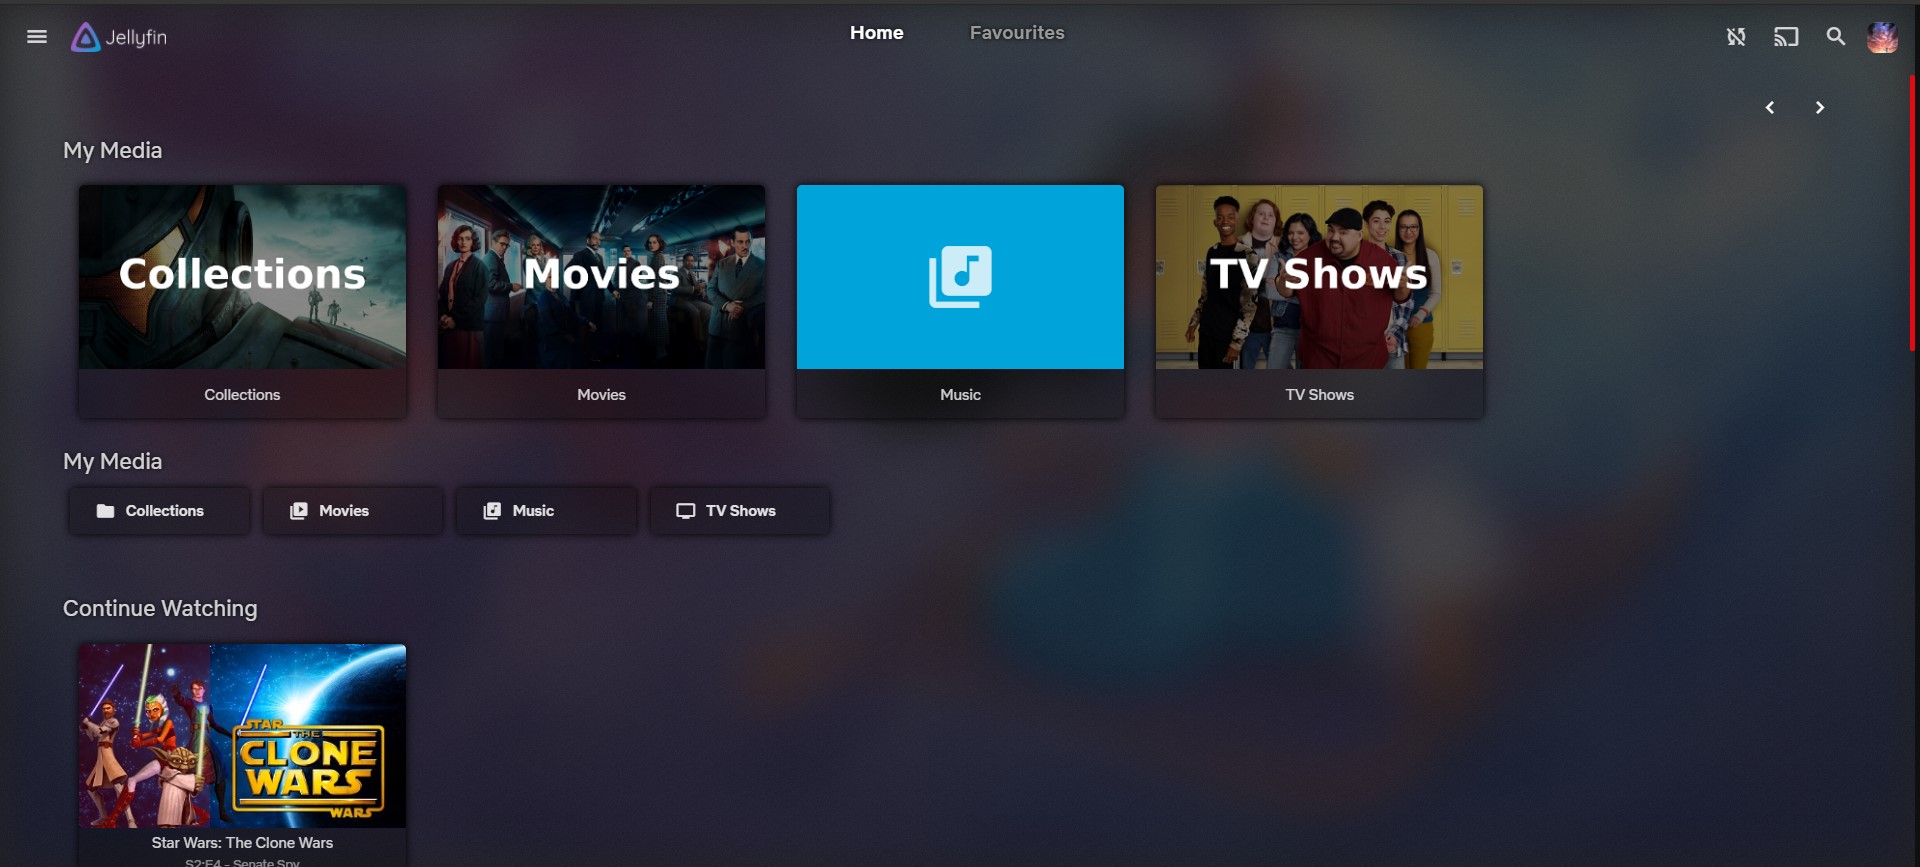 Jellyfin
Home
Favourites
My Media
Collections
Movies
TV Shows
Collections
Movies
Music
TV Shows
My Media
Collections
Movies
Music
TV Shows
Continue Watching
STAR
THE
CLONE
WARS
WARS
Star Wars: The Clone Wars
S2:E4 - Senate Spy